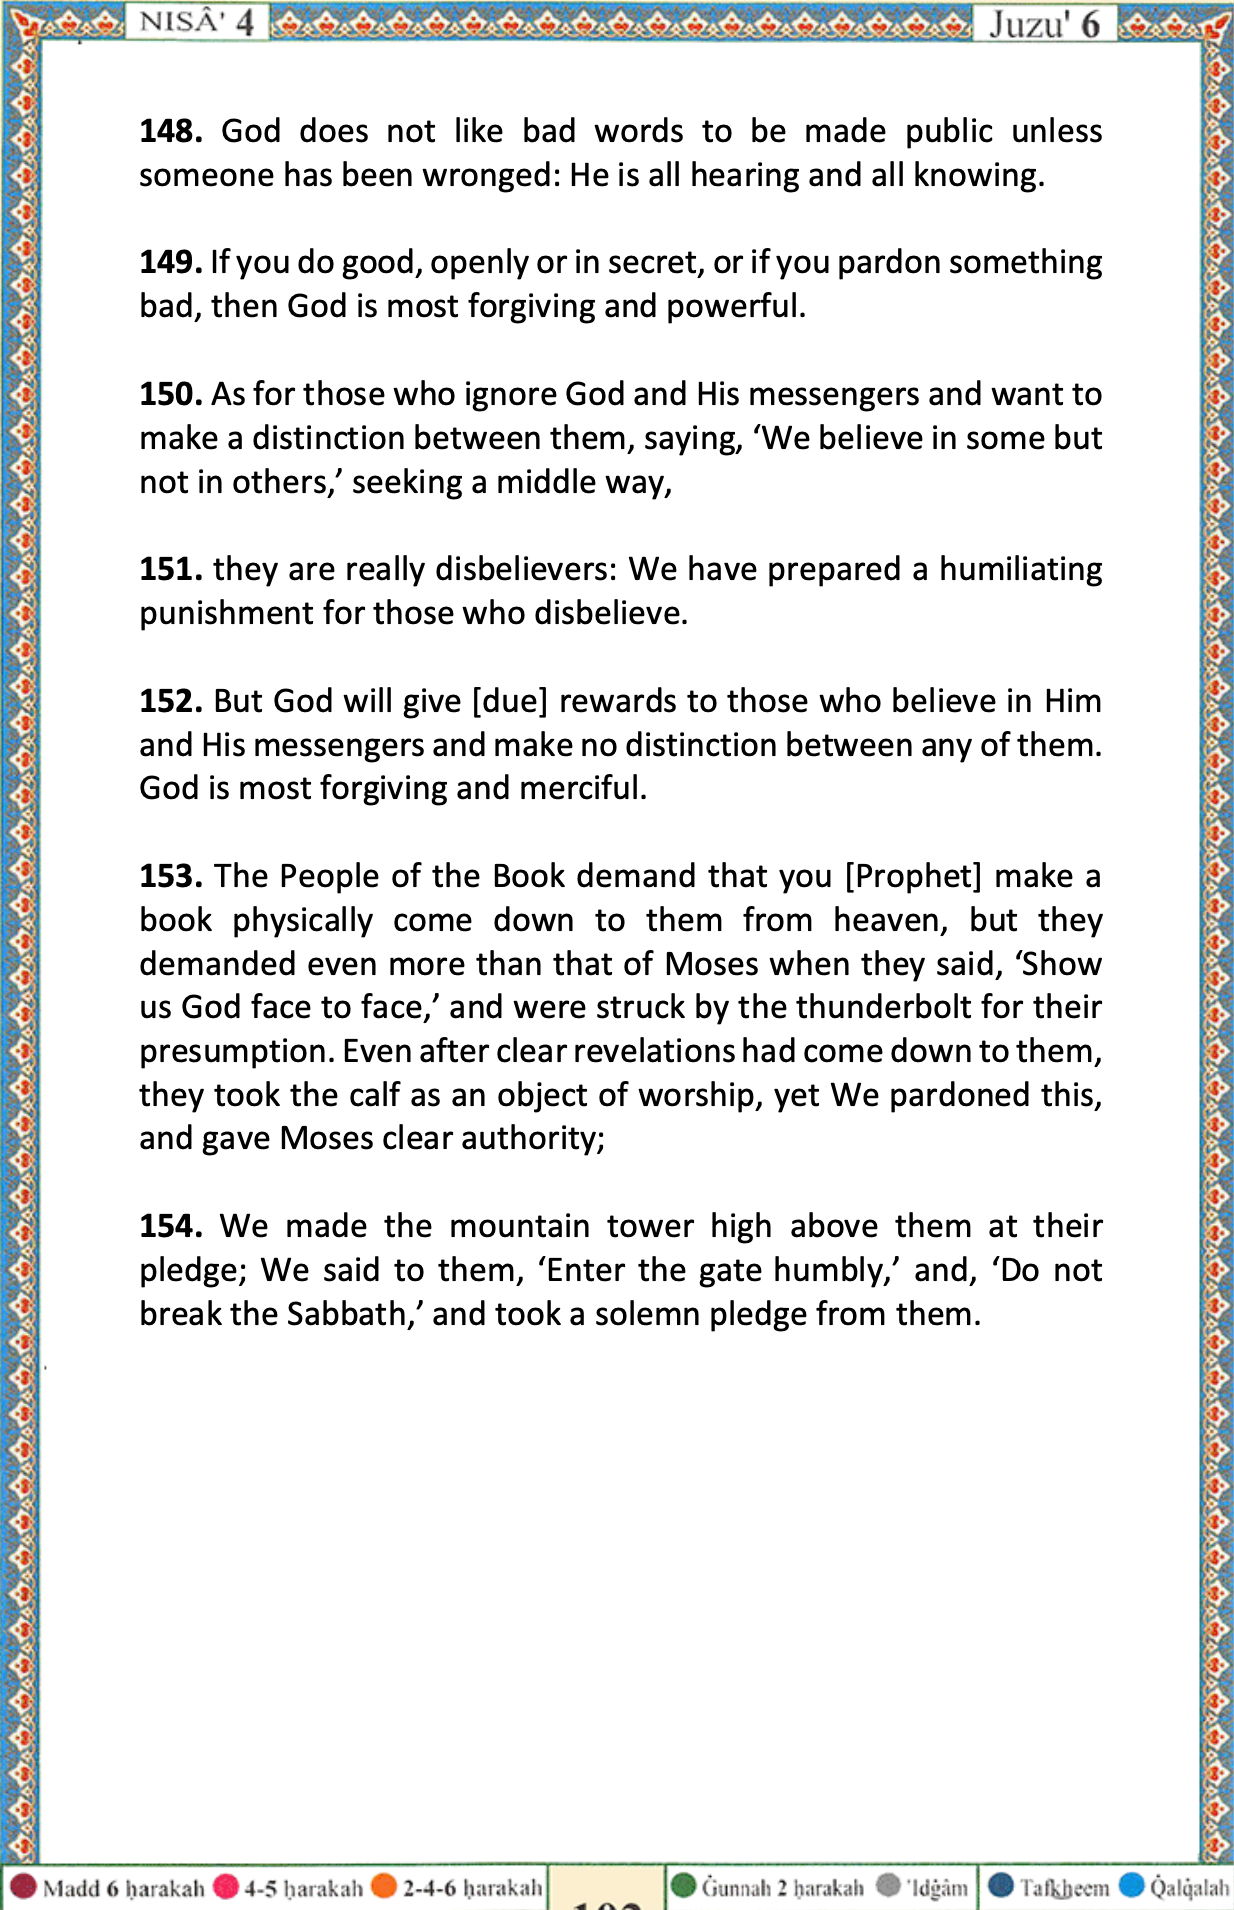 NISÂ' 4
Juzu' 6
148. God does not like bad words to be made public unless
someone has been wronged: He is all hearing and all knowing.
149. If you do good, openly or in secret, or if you pardon something
bad, then God is most forgiving and powerful.
150. As for those who ignore God and His messengers and want to
make a distinction between them, saying, ‘We believe in some but
not in others,’ seeking a middle way,
151. they are really disbelievers: We have prepared a humiliating
punishment for those who disbelieve.
152. But God will give [due] rewards to those who believe in Him
and His messengers and make no distinction between any of them.
God is most forgiving and merciful.
153. The People of the Book demand that you [Prophet] make a
book physically come down to them from heaven, but they
demanded even more than that of Moses when they said, ‘Show
us God face to face,’ and were struck by the thunderbolt for their
presumption. Even after clear revelations had come down to them,
they took the calf as an object of worship, yet We pardoned this,
and gave Moses clear authority;
154. We made the mountain tower high above them at their
pledge; We said to them, ‘Enter the gate humbly,’ and, ‘Do not
break the Sabbath,’ and took a solemn pledge from them.
Madd 6 ḥarakah 4-5 ḥarakah 2-4-6 ḥarakah
Ġunnah 2 ḥarakah 'Idġâm Tafkheem Q̇alq̇alah